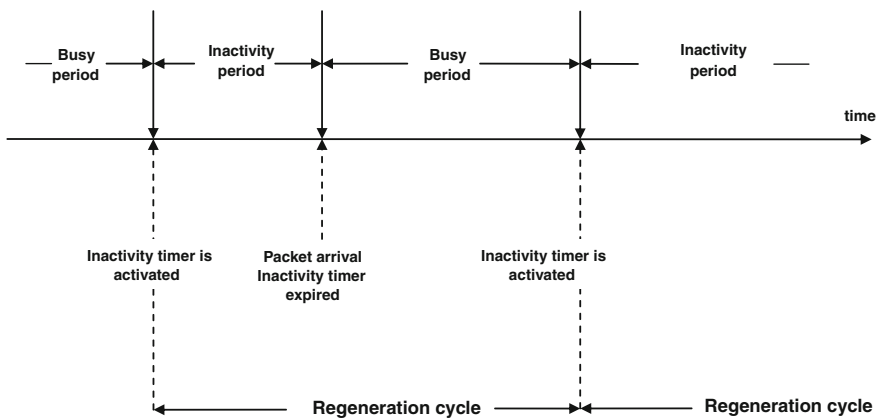 Busy
period
Inactivity
period
Busy
period
Inactivity
period
time
Inactivity timer is
activated
Packet arrival
Inactivity timer
expired
Inactivity timer is
activated
Regeneration cycle
Regeneration cycle